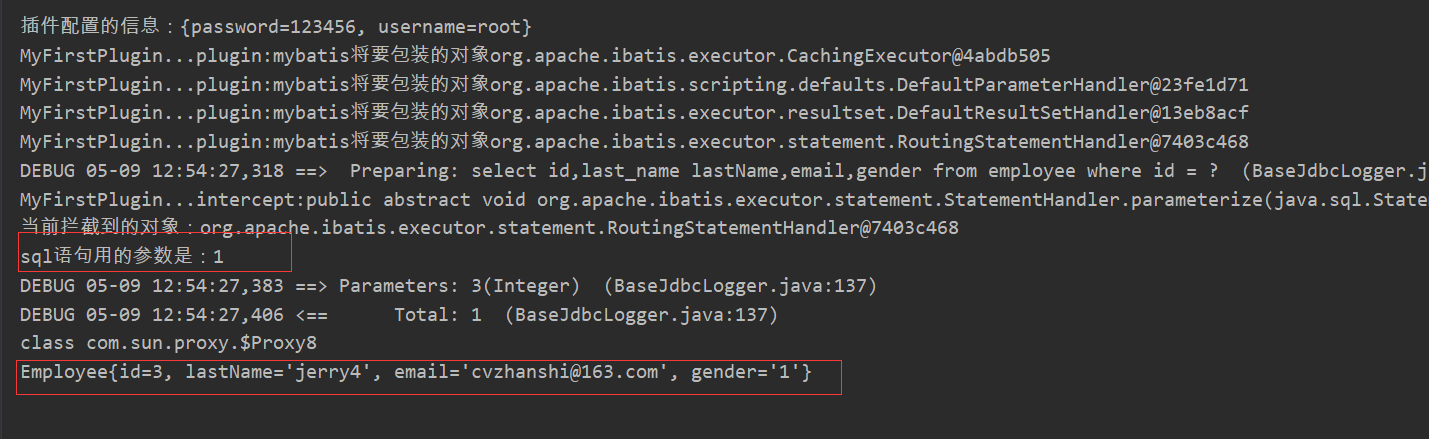 插件配置的信息：{password=123456, username=root}
MyFirstPlugin...plugin:mybatis将要包装的对象org.apache.ibatis.executor.CachingExecutor@4abdb505
MyFirstPlugin...plugin:mybatis将要包装的对象org.apache.ibatis.scripting.defaults.DefaultParameterHandler@23fe1d71
MyFirstPlugin...plugin:mybatis将要包装的对象org.apache.ibatis.executor.resultset.DefaultResultSetHandler@13eb8acf
MyFirstPlugin...plugin:mybatis将要包装的对象org.apache.ibatis.executor.statement.RoutingStatementHandler@7403c468
DEBUG 05-09 12:54:27,318 ==>  Preparing: select id,last_name lastName,email,gender from employee where id = ?  (BaseJdbcLogger.j
MyFirstPlugin...intercept:public abstract void org.apache.ibatis.executor.statement.StatementHandler.parameterize(java.sql.State
当前拦截到的对象：org.apache.ibatis.executor.statement.RoutingStatementHandler@7403c468
sql语句用的参数是：1
DEBUG 05-09 12:54:27,383 ==> Parameters: 3(Integer)  (BaseJdbcLogger.java:137)
DEBUG 05-09 12:54:27,406 <==      Total: 1  (BaseJdbcLogger.java:137)
class com.sun.proxy.$Proxy8
Employee{id=3, lastName='jerry4', email='cvzhanshi@163.com', gender='1'}